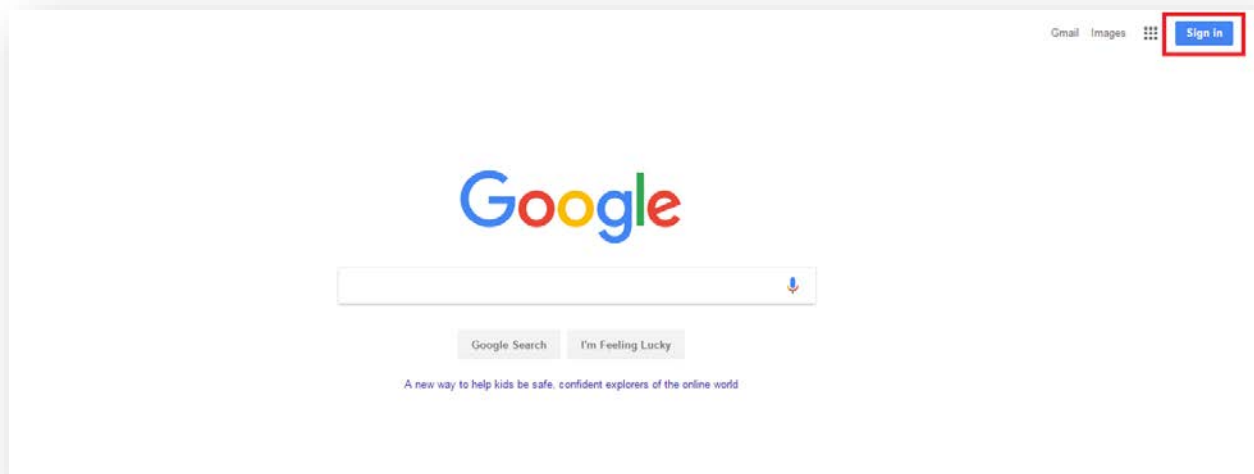 Gmail Images Sign in
Google
Google Search I'm Feeling Lucky
A new way to help kids be safe, confident explorers of the online world